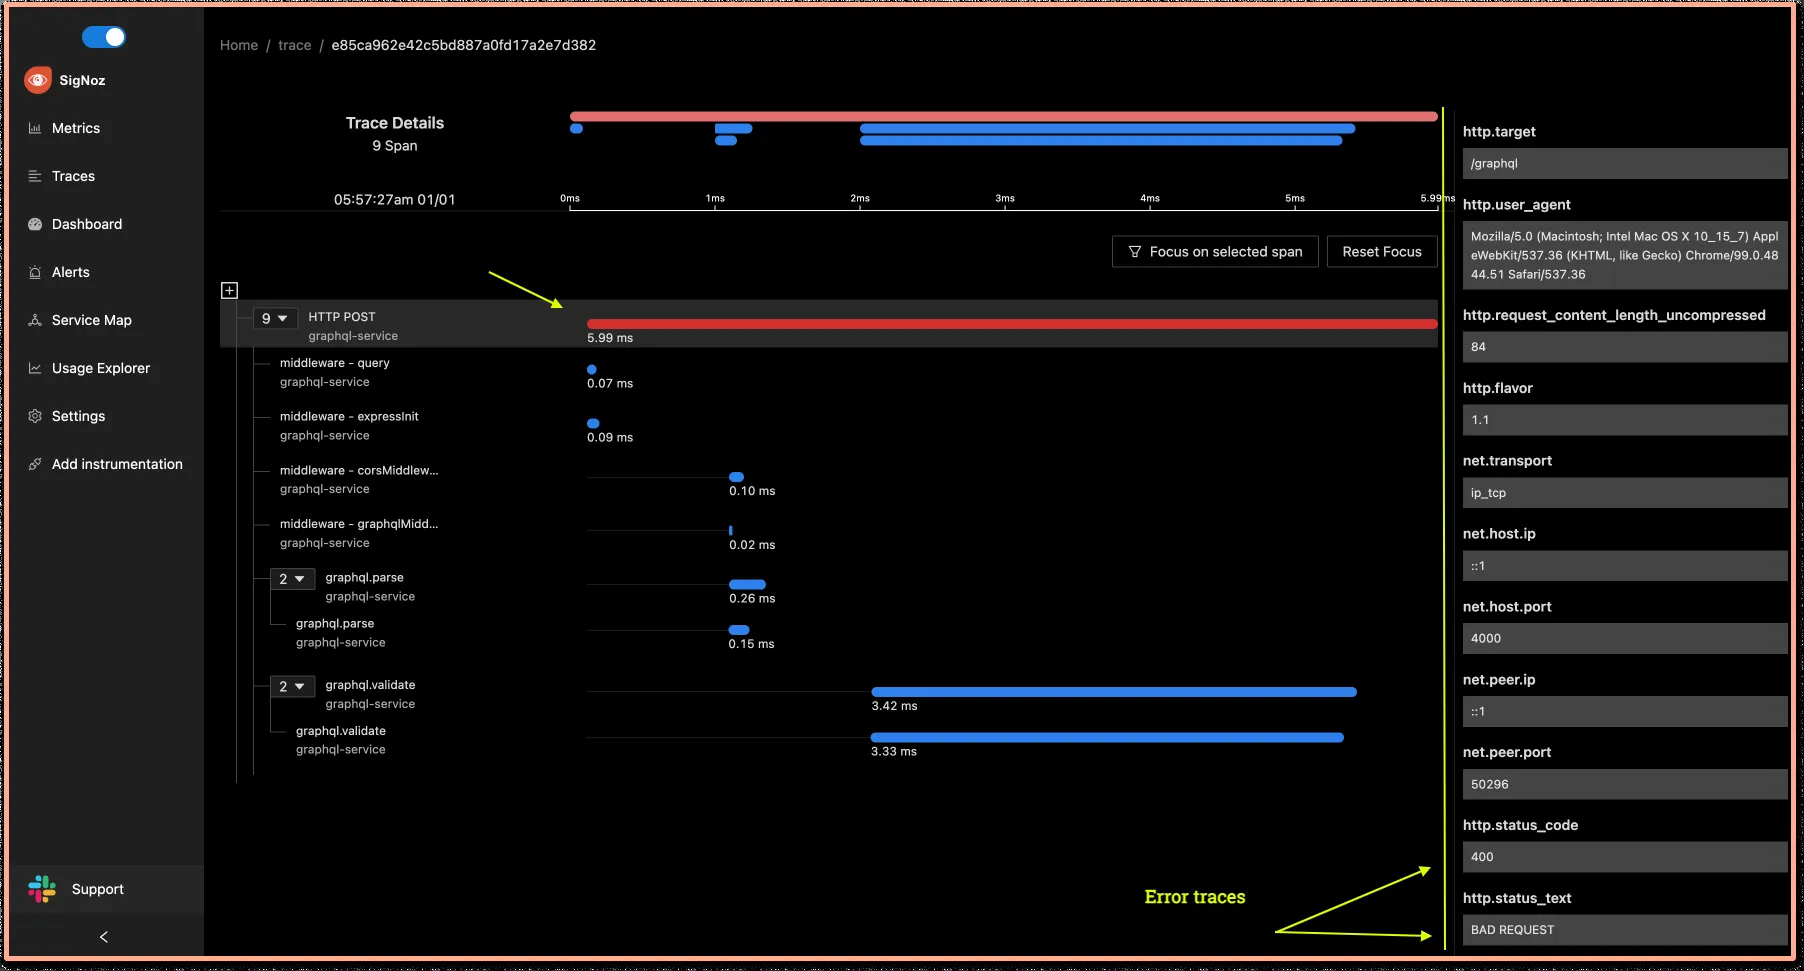 Home / trace / e85ca962e42c5bd887a0fd17a2e7d382
SigNoz
Metrics
Traces
Dashboard
Alerts
Service Map
Usage Explorer
Settings
Add instrumentation
Support
Trace Details
9 Span
05:57:27am 01/01
0ms 1ms 2ms 3ms 4ms 5ms 5.99ms
Focus on selected span
Reset Focus
9 HTTP POST
graphql-service
5.99 ms
middleware - query
graphql-service
0.07 ms
middleware - expressInit
graphql-service
0.09 ms
middleware - corsMiddlew...
graphql-service
0.10 ms
middleware - graphqlMidd...
graphql-service
0.02 ms
2 graphql.parse
graphql-service
0.26 ms
graphql.parse
graphql-service
0.15 ms
2 graphql.validate
graphql-service
3.42 ms
graphql.validate
graphql-service
3.33 ms
Error traces
http.target
/graphql
http.user_agent
Mozilla/5.0 (Macintosh; Intel Mac OS X 10_15_7) Appl
eWebKit/537.36 (KHTML, like Gecko) Chrome/99.0.48
44.51 Safari/537.36
http.request_content_length_uncompressed
84
http.flavor
1.1
net.transport
ip_tcp
net.host.ip
::1
net.host.port
4000
net.peer.ip
::1
net.peer.port
50296
http.status_code
400
http.status_text
BAD REQUEST